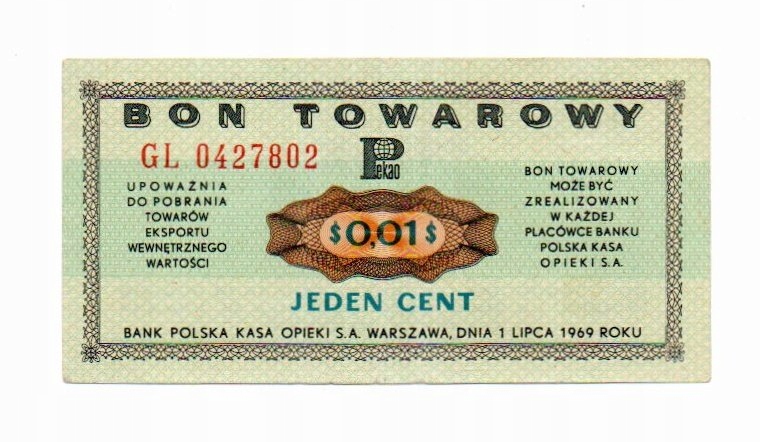 BON TOWAROWY
GL 0427802
Pekao
UPOWAŻNIA
DO POBRANIA
TOWARÓW
EKSPORTU
WEWNĘTRZNEGO
WARTOŚCI
$0,01$
BON TOWAROWY
MOŻE BYĆ
ZREALIZOWANY
W KAŻDEJ
PLACÓWCE BANKU
POLSKA KASA
OPIEKI S.A.
JEDEN CENT
BANK POLSKA KASA OPIEKI S.A. WARSZAWA, DNIA 1 LIPCA 1969 ROKU